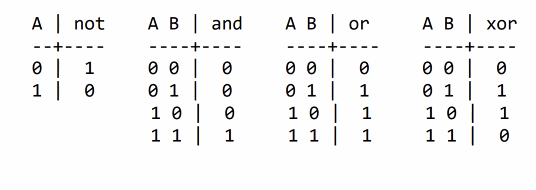 A | not   A B | and   A B | or   A B | xor
--+----   ----+----   ----+----   ----+----
0 | 1   0 0 | 0   0 0 | 0   0 0 | 0
1 | 0   0 1 | 0   0 1 | 1   0 1 | 1
1 0 | 0   1 0 | 1   1 0 | 1
1 1 | 1   1 1 | 1   1 1 | 0